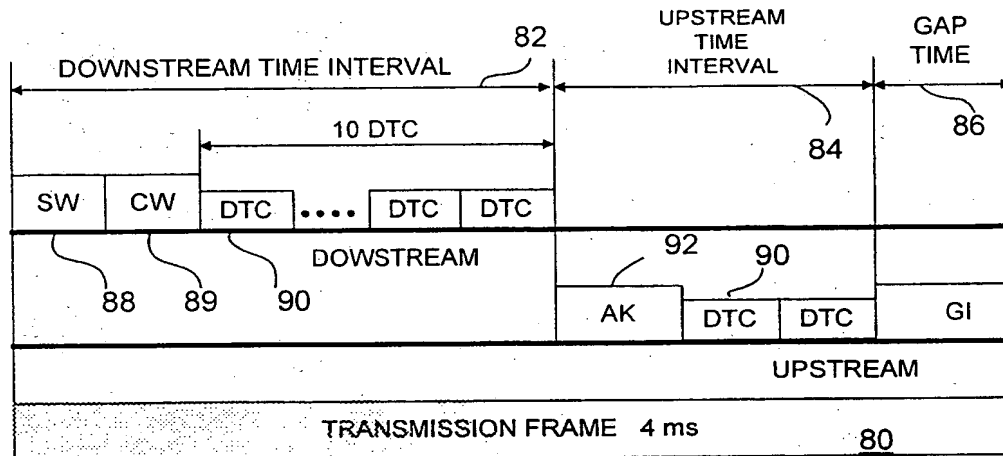 DOWNSTREAM TIME INTERVAL
82
UPSTREAM
TIME
INTERVAL
84
GAP
TIME
86
10 DTC
SW
CW
DTC
DTC
DTC
88
89
90
DOWSTREAM
92
90
AK
DTC
DTC
GI
UPSTREAM
TRANSMISSION FRAME 4 ms
80